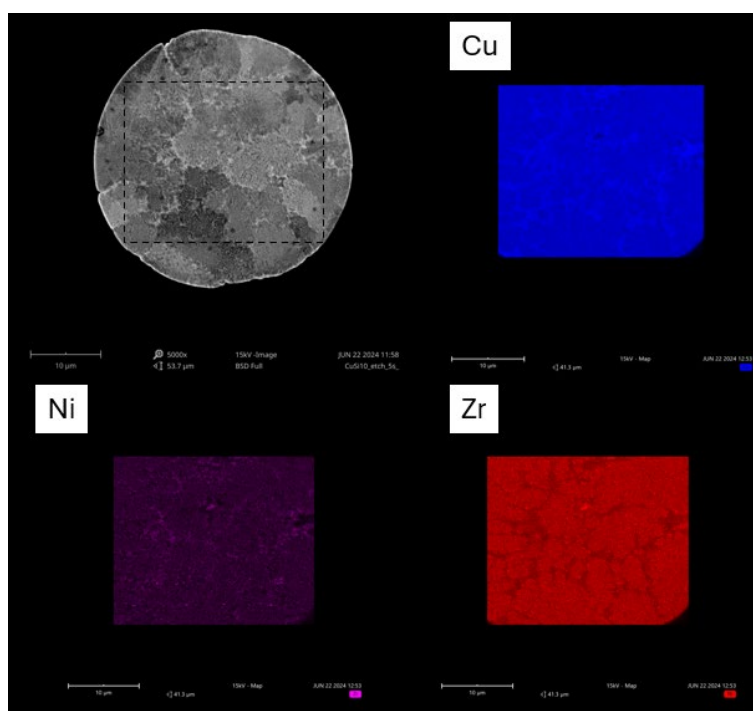 Cu
10 µm
5000x
53.7 µm
15kV -Image
BSD Full
JUN 22 2024 11:58
CuSi10_etch_5s_
10 µm
41.3 µm
15kV - Map
JUN 22 2024 12:53
Ni
Zr
10 µm
41.3 µm
15kV - Map
JUN 22 2024 12:53
10 µm
41.3 µm
15kV - Map
JUN 22 2024 12:53